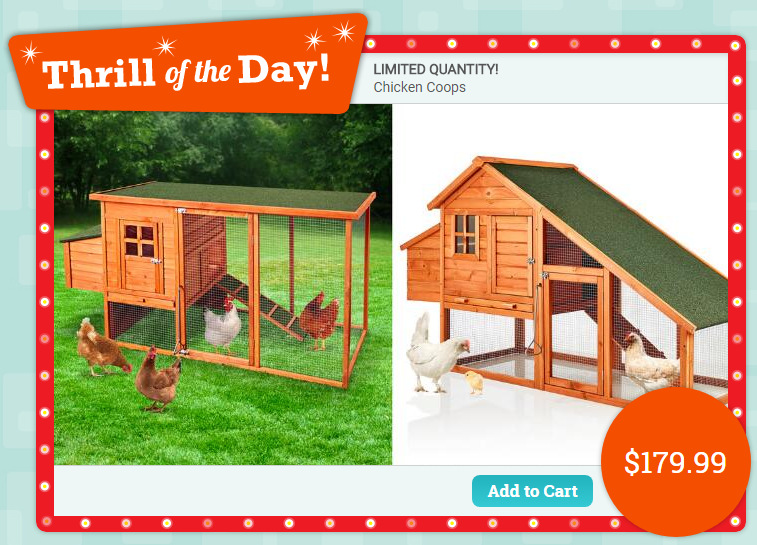 Thrill of the Day!
LIMITED QUANTITY!
Chicken Coops
$179.99
Add to Cart